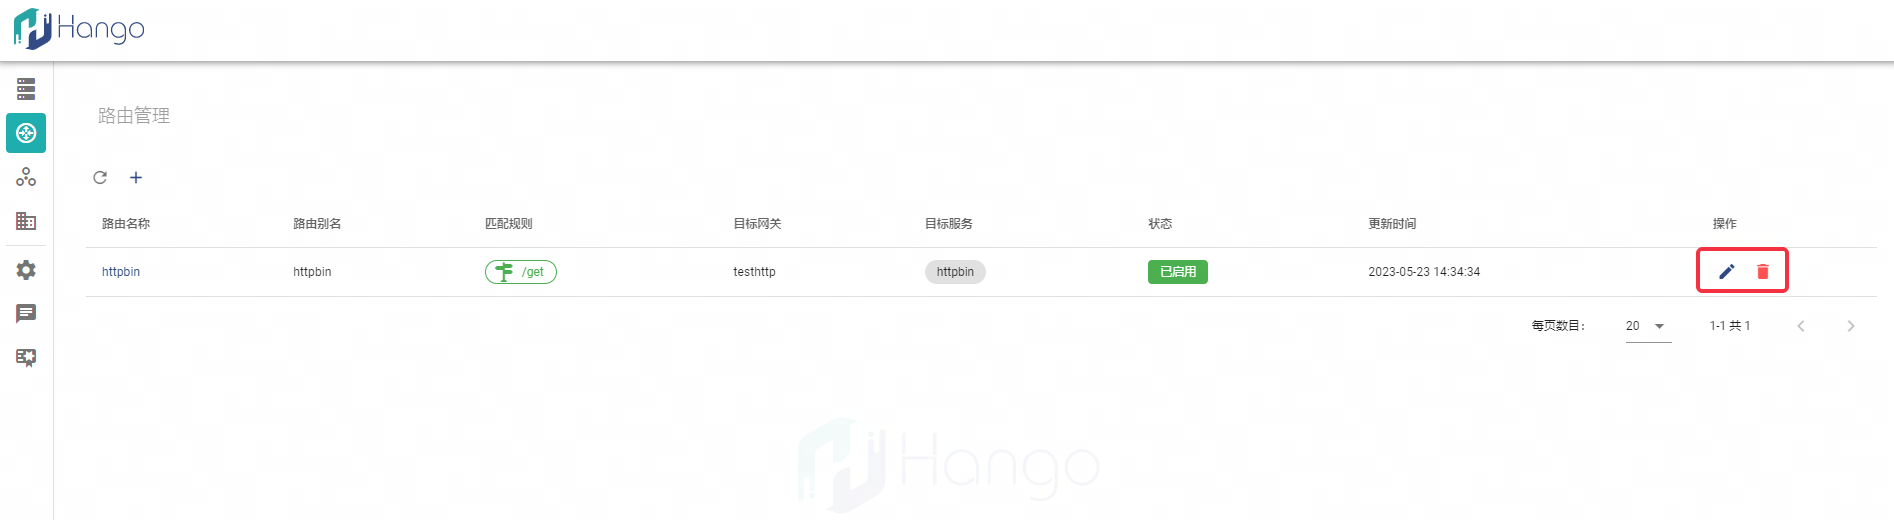 Hango
路由管理
路由名称 路由别名 匹配规则 目标网关 目标服务 状态 更新时间 操作
httpbin httpbin /get testhttp httpbin 已启用 2023-05-23 14:34:34
每页数目: 20 1-1 共 1
Hango